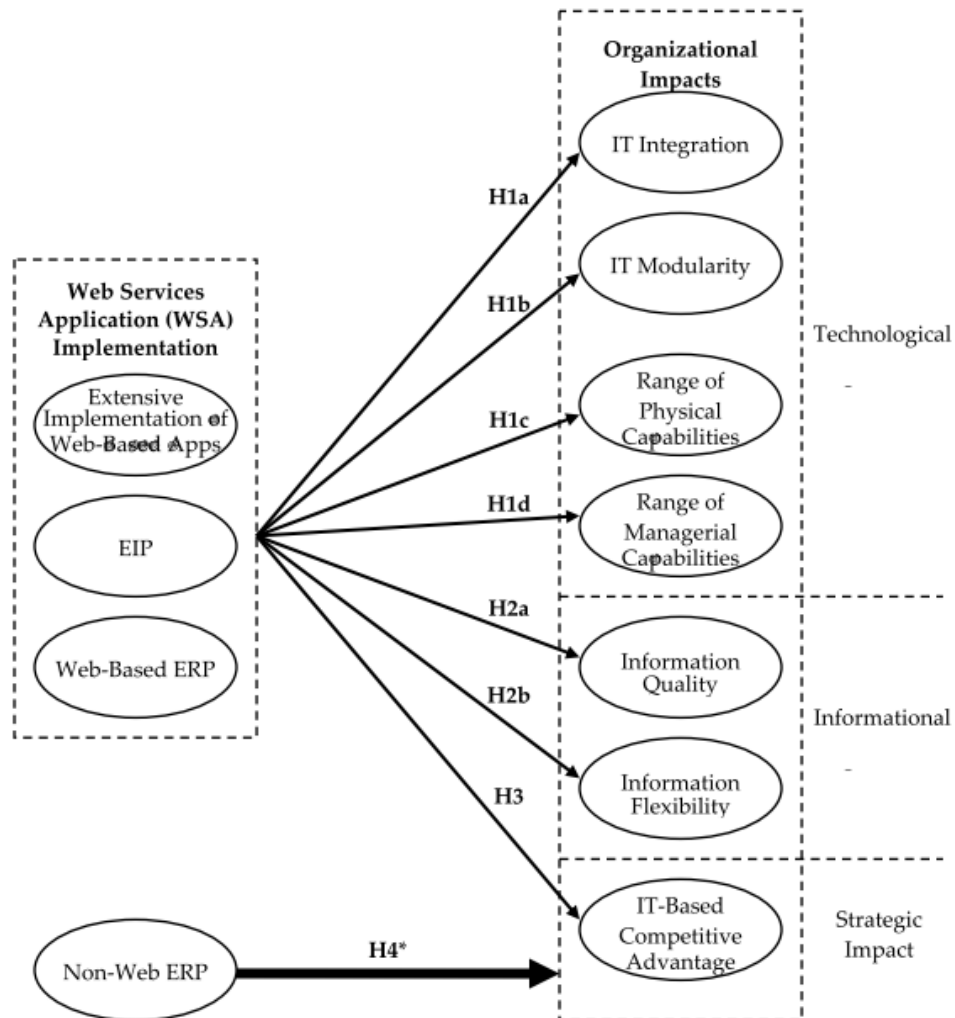 Organizational
Impacts
IT Integration
H1a
IT Modularity
Web Services
Application (WSA)
Implementation
H1b
Technological
Extensive
Implementation of
Web-Based Apps
Range of
Physical
Capabilities
H1c
H1d
Range of
Managerial
Capabilities
EIP
H2a
Web-Based ERP
Information
Quality
H2b
Informational
Information
Flexibility
H3
IT-Based
Competitive
Advantage
Strategic
Impact
H4*
Non-Web ERP